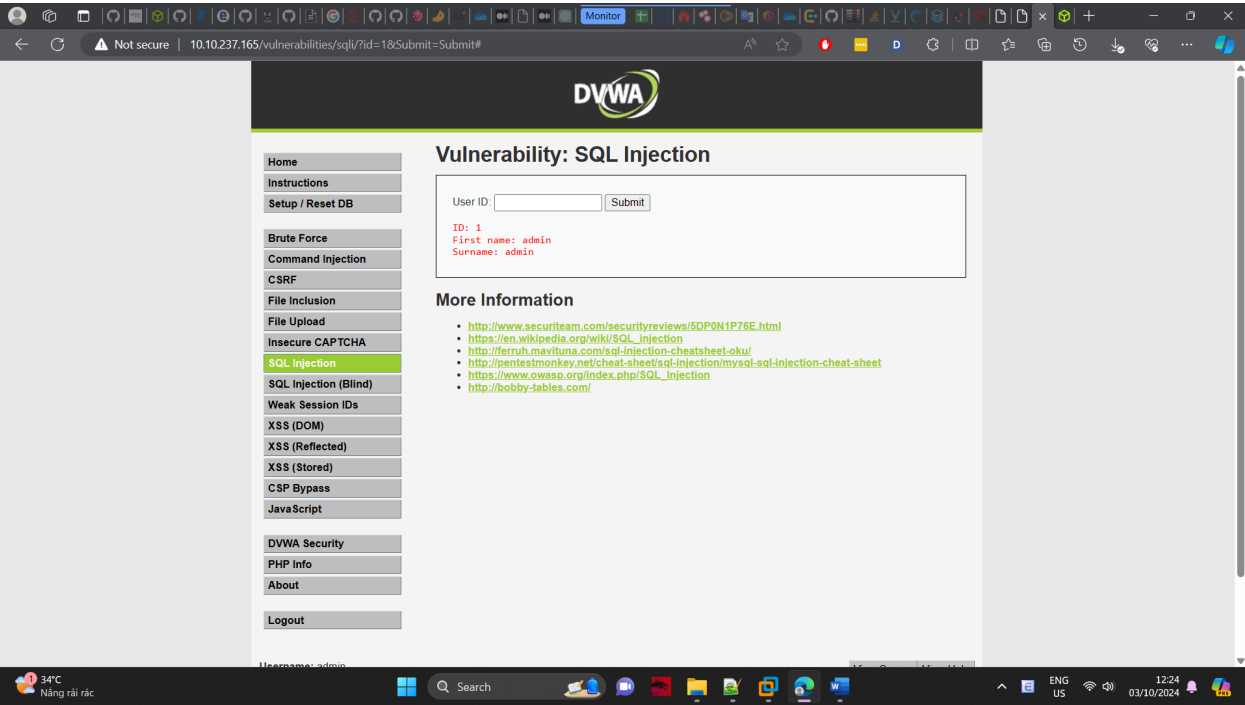 Monitor
Not secure
10.10.237.165/vulnerabilities/sqli/?id=1&Submit=Submit#
DVWA
Home
Instructions
Setup / Reset DB
Brute Force
Command Injection
CSRF
File Inclusion
File Upload
Insecure CAPTCHA
SQL Injection
SQL Injection (Blind)
Weak Session IDs
XSS (DOM)
XSS (Reflected)
XSS (Stored)
CSP Bypass
JavaScript
DVWA Security
PHP Info
About
Logout
Username: admin
Vulnerability: SQL Injection
User ID:
Submit
ID: 1
First name: admin
Surname: admin
More Information
http://www.securiteam.com/securityreviews/5DP0N1P76E.html
https://en.wikipedia.org/wiki/SQL_injection
http://ferruh.mavituna.com/sql-injection-cheatsheet-oku/
http://pentestmonkey.net/cheat-sheet/sql-injection/mysql-sql-injection-cheat-sheet
https://www.owasp.org/index.php/SQL_Injection
http://bobby-tables.com/
1
34°C
Nắng rải rác
Search
ENG
US
12:24
03/10/2024